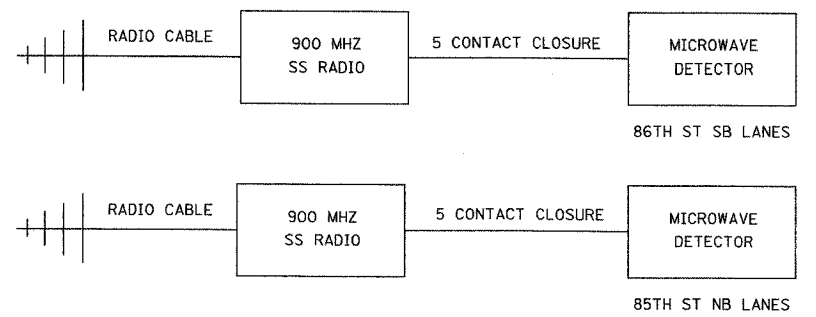 RADIO CABLE
900 MHZ
SS RADIO
5 CONTACT CLOSURE
MICROWAVE
DETECTOR
86TH ST SB LANES
RADIO CABLE
900 MHZ
SS RADIO
5 CONTACT CLOSURE
MICROWAVE
DETECTOR
85TH ST NB LANES